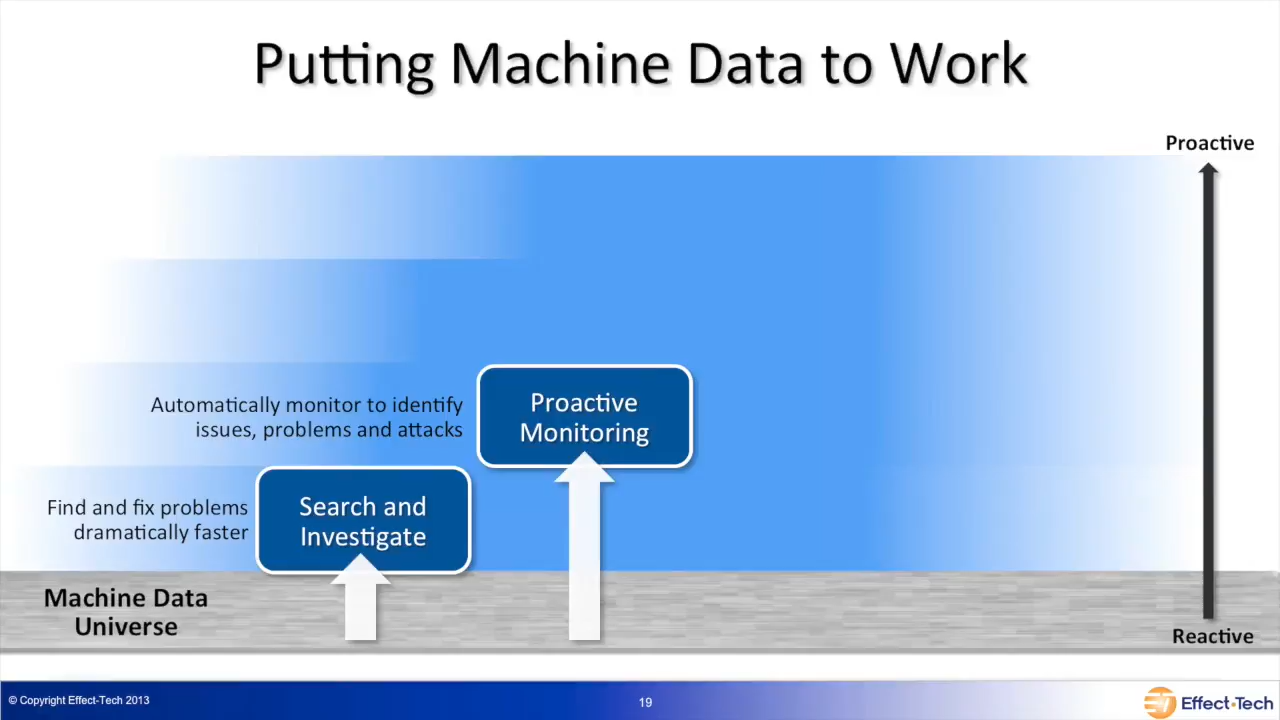 Putting Machine Data to Work
Proactive
Automatically monitor to identify
issues, problems and attacks
Proactive
Monitoring
Find and fix problems
dramatically faster
Search and
Investigate
Machine Data
Universe
Reactive
© Copyright Effect-Tech 2013
19
Effect·Tech